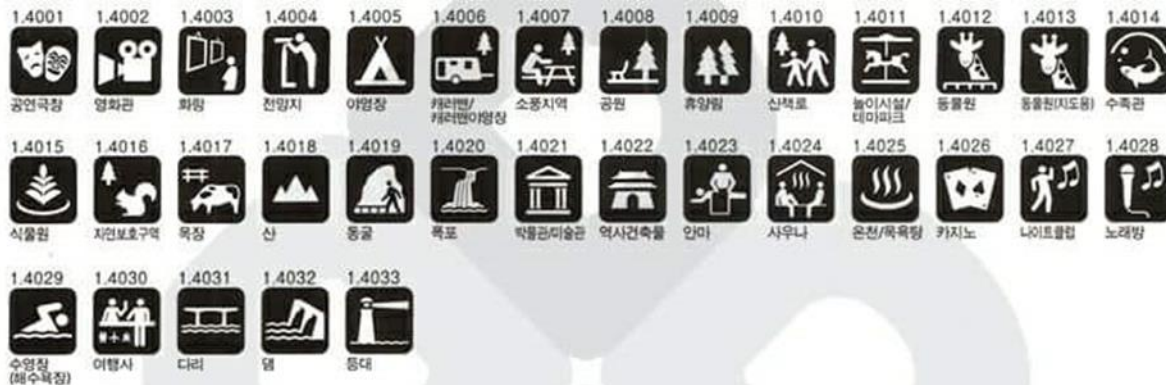 1.4001 1.4002 1.4003 1.4004 1.4005 1.4006 1.4007 1.4008 1.4009 1.4010 1.4011 1.4012 1.4013 1.4014
공연극장 영화관 화랑 전망지 야영장 캐러밴/ 소풍지역 공원 휴양림 산책로 놀이시설/ 동물원 동물원(지도용) 수족관
캐러밴야영장 테마파크
1.4015 1.4016 1.4017 1.4018 1.4019 1.4020 1.4021 1.4022 1.4023 1.4024 1.4025 1.4026 1.4027 1.4028
식물원 자연보호구역 목장 산 동굴 폭포 박물관/미술관 역사건축물 안마 사우나 온천/목욕탕 카지노 나이트클럽 노래방
1.4029 1.4030 1.4031 1.4032 1.4033
수영장 여행사 다리 댐 등대
(해수욕장)